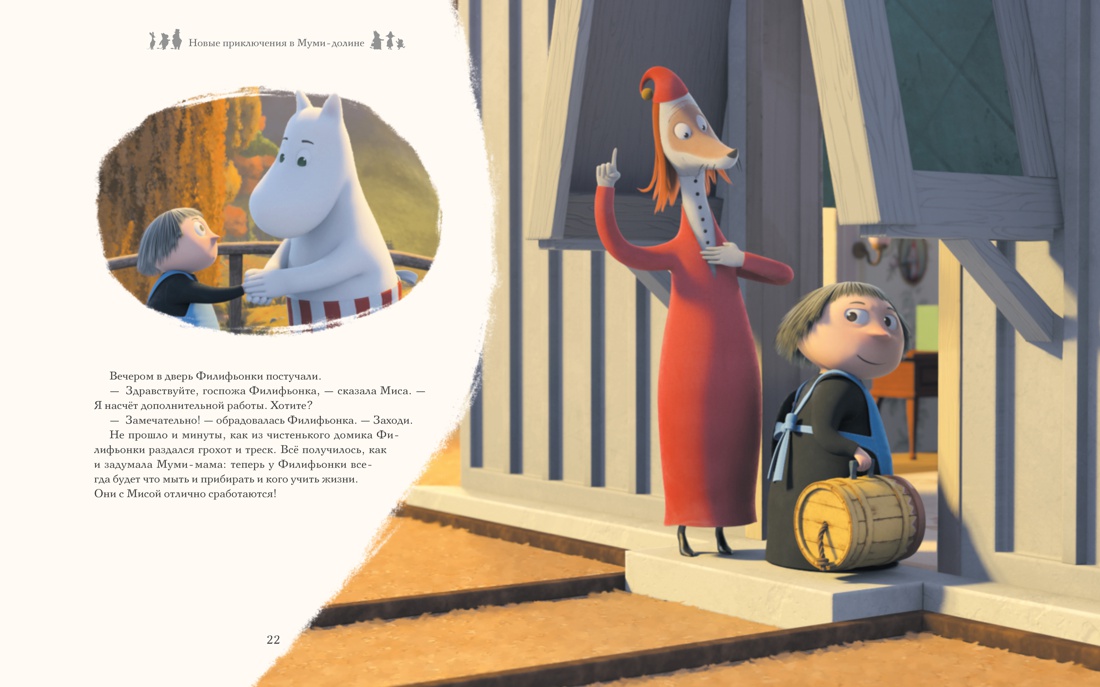 Новые приключения в Муми-долине
Вечером в дверь Филифьонки постучали.
— Здравствуйте, госпожа Филифьонка, — сказала Миса. —
Я насчёт дополнительной работы. Хотите?
— Замечательно! — обрадовалась Филифьонка. — Заходи.
Не прошло и минуты, как из чистенького домика Фи-
лифьонки раздался грохот и треск. Всё получилось, как
и задумала Муми-мама: теперь у Филифьонки все-
гда будет что мыть и прибирать и кого учить жизни.
Они с Мисой отлично сработаются!
22